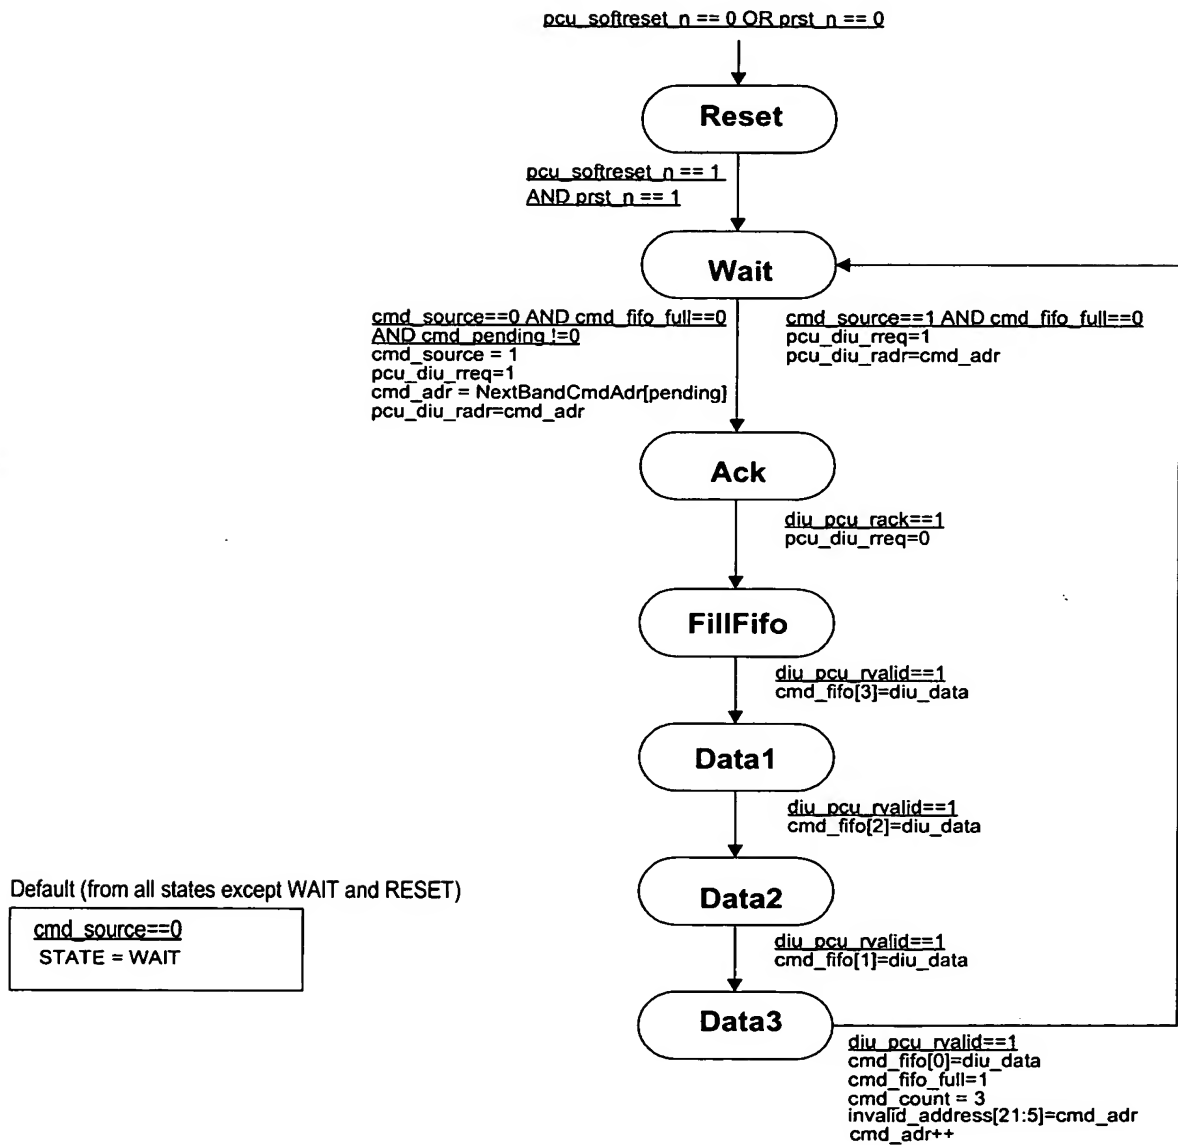 pcu_softreset_n == 0 OR prst_n == 0
Reset
pcu_softreset_n == 1
AND prst_n == 1
Wait
cmd_source==0 AND cmd_fifo_full==0
AND cmd_pending !=0
cmd_source = 1
pcu_diu_rreq=1
cmd_adr = NextBandCmdAdr[pending]
pcu_diu_radr=cmd_adr
cmd_source==1 AND cmd_fifo_full==0
pcu_diu_rreq=1
pcu_diu_radr=cmd_adr
Ack
diu_pcu_rack==1
pcu_diu_rreq=0
FillFifo
diu_pcu_rvalid==1
cmd_fifo[3]=diu_data
Data1
diu_pcu_rvalid==1
cmd_fifo[2]=diu_data
Data2
Default (from all states except WAIT and RESET)
cmd_source==0
STATE = WAIT
diu_pcu_rvalid==1
cmd_fifo[1]=diu_data
Data3
diu_pcu_rvalid==1
cmd_fifo[0]=diu_data
cmd_fifo_full=1
cmd_count = 3
invalid_address[21:5]=cmd_adr
cmd_adr++